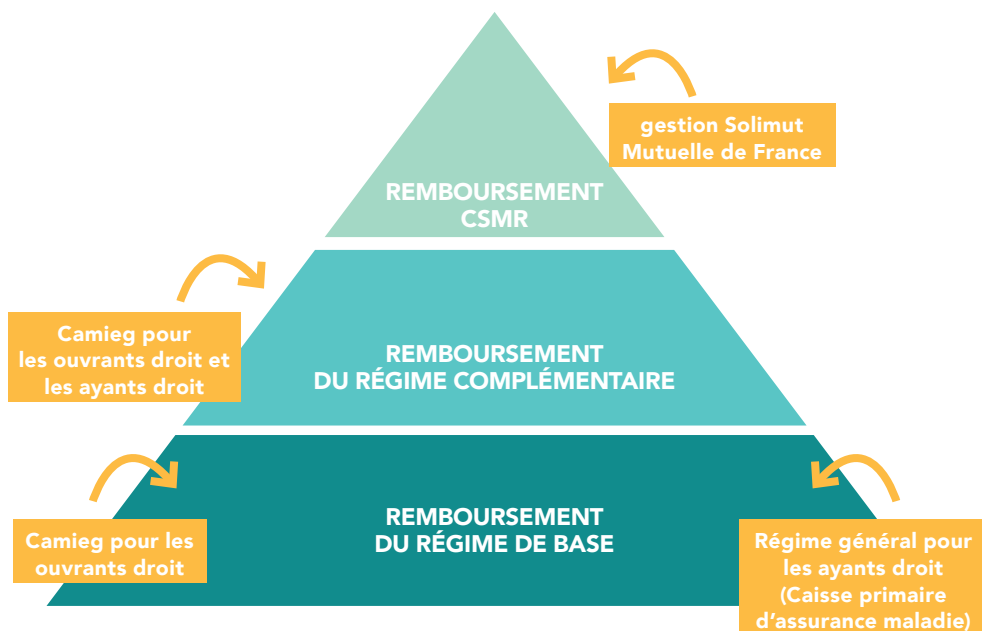 gestion Solimut
Mutuelle de France
REMBOURSEMENT
CSMR
Camieg pour
les ouvrants droit et
les ayants droit
REMBOURSEMENT
DU RÉGIME COMPLÉMENTAIRE
Camieg pour les
ouvrants droit
REMBOURSEMENT
DU RÉGIME DE BASE
Régime général pour
les ayants droit
(Caisse primaire
d’assurance maladie)